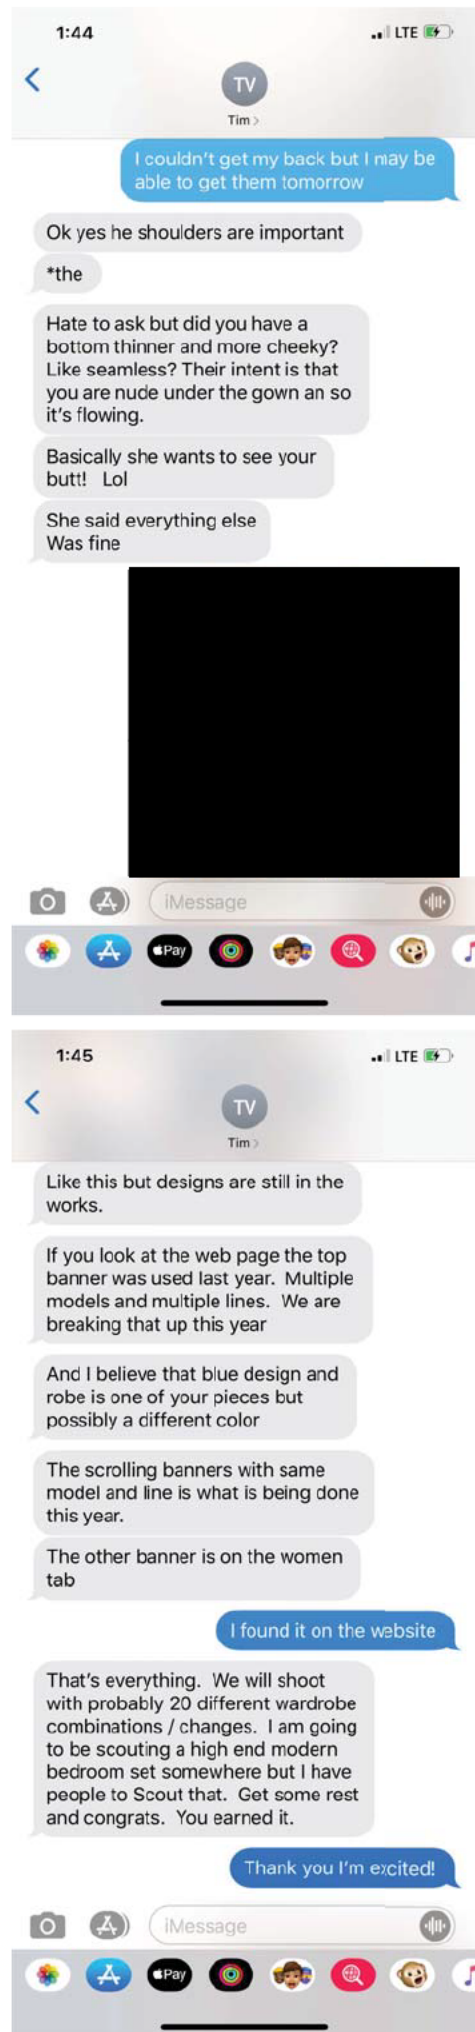 1:44
LTE
TV
Tim >
I couldn't get my back but I may be
able to get them tomorrow
Ok yes he shoulders are important
*the
Hate to ask but did you have a
bottom thinner and more cheeky?
Like seamless? Their intent is that
you are nude under the gown an so
it's flowing.
Basically she wants to see your
butt! Lol
She said everything else
Was fine
iMessage
Pay
1:45
LTE
TV
Tim >
Like this but designs are still in the
works.
If you look at the web page the top
banner was used last year. Multiple
models and multiple lines. We are
breaking that up this year
And I believe that blue design and
robe is one of your pieces but
possibly a different color
The scrolling banners with same
model and line is what is being done
this year.
The other banner is on the women
tab
I found it on the website
That's everything. We will shoot
with probably 20 different wardrobe
combinations / changes. I am going
to be scouting a high end modern
bedroom set somewhere but I have
people to Scout that. Get some rest
and congrats. You earned it.
Thank you I'm excited!
iMessage
Pay